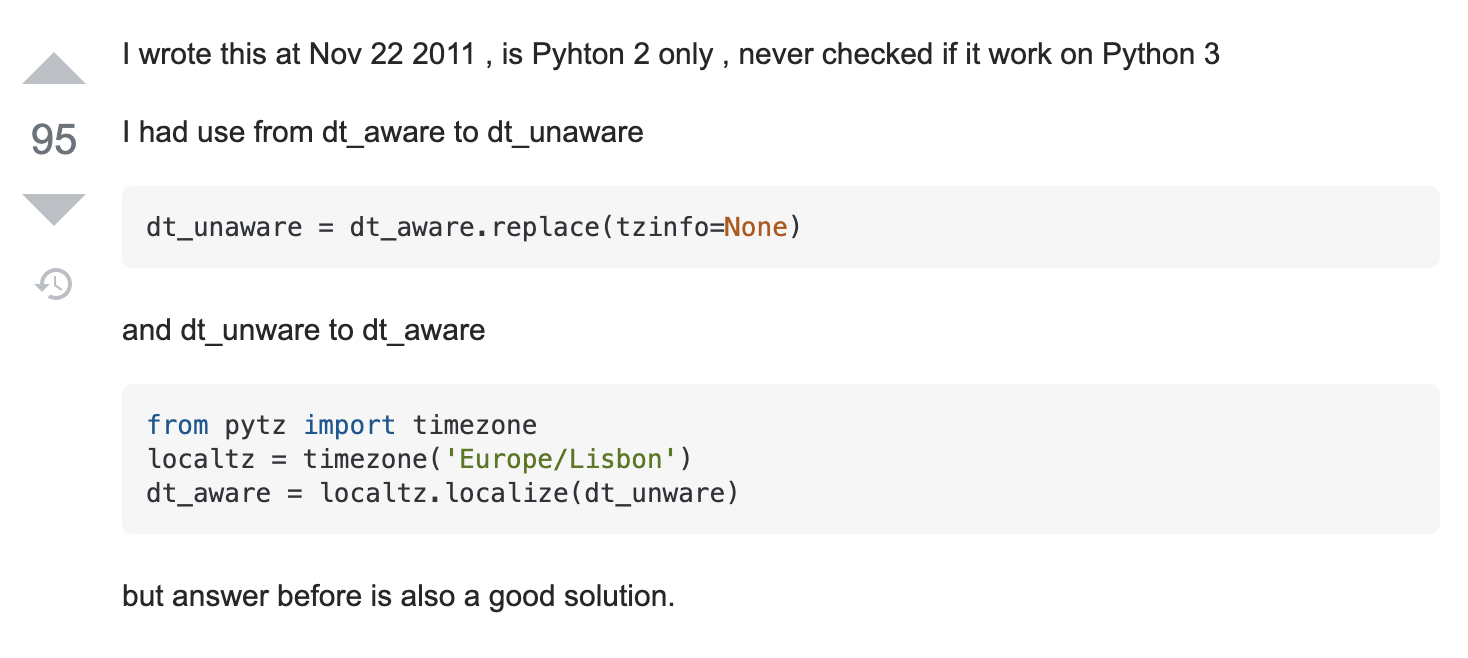 I wrote this at Nov 22 2011 , is Pyhton 2 only , never checked if it work on Python 3
95
I had use from dt_aware to dt_unaware
dt_unaware = dt_aware.replace(tzinfo=None)
and dt_unware to dt_aware
from pytz import timezone
localtz = timezone('Europe/Lisbon')
dt_aware = localtz.localize(dt_unware)
but answer before is also a good solution.